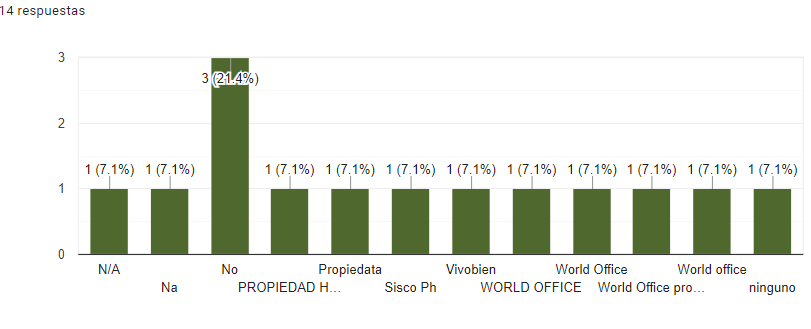 14 respuestas
3
2
1
0
1 (7.1%) 1 (7.1%) 3 (21.4%) 1 (7.1%) 1 (7.1%) 1 (7.1%) 1 (7.1%) 1 (7.1%) 1 (7.1%) 1 (7.1%) 1 (7.1%) 1 (7.1%)
N/A No Propiedata Vivobien World Office World office
Na PROPIEDAD H... Sisco Ph WORLD OFFICE World Office pro... ninguno